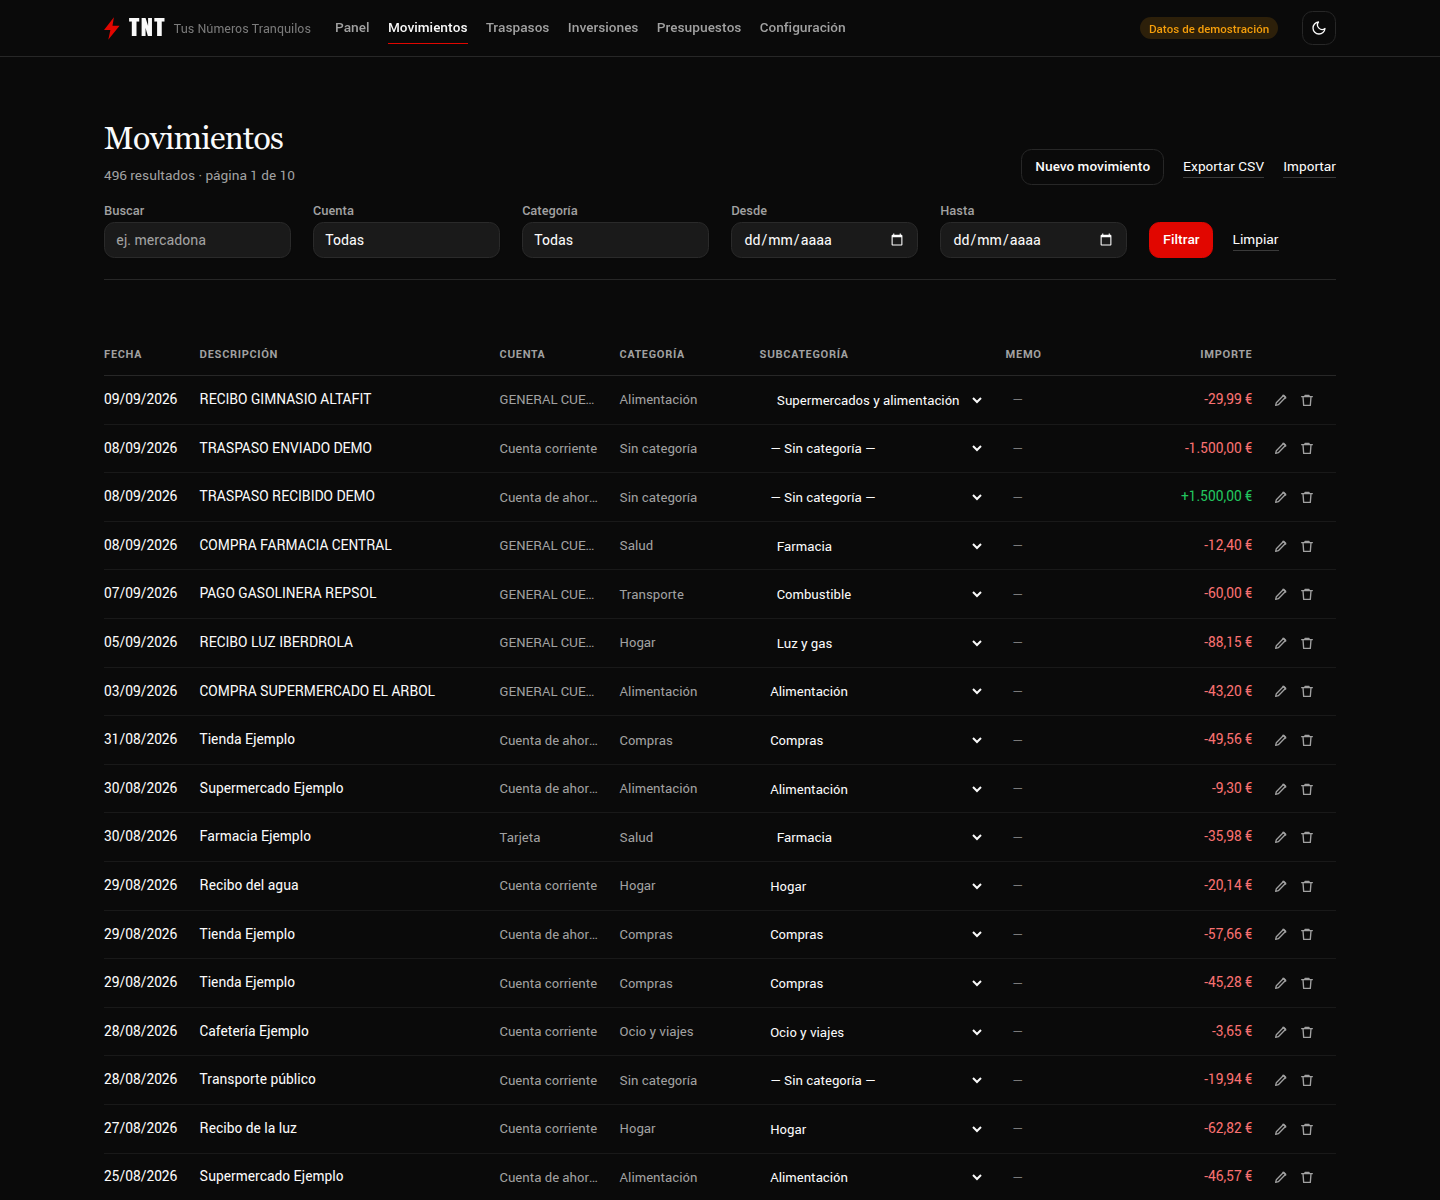 TNT Tus Números Tranquilos Panel Movimientos Traspasos Inversiones Presupuestos Configuración Datos de demostración
Movimientos
496 resultados · página 1 de 10
Nuevo movimiento Exportar CSV Importar
Buscar Cuenta Categoría Desde Hasta
ej. mercadona Todas Todas dd/mm/aaaa dd/mm/aaaa Filtrar Limpiar
FECHA DESCRIPCIÓN CUENTA CATEGORÍA SUBCATEGORÍA MEMO IMPORTE
09/09/2026 RECIBO GIMNASIO ALTAFIT GENERAL CUE... Alimentación Supermercados y alimentación — -29,99 €
08/09/2026 TRASPASO ENVIADO DEMO Cuenta corriente Sin categoría — Sin categoría — — -1.500,00 €
08/09/2026 TRASPASO RECIBIDO DEMO Cuenta de ahor... Sin categoría — Sin categoría — — +1.500,00 €
08/09/2026 COMPRA FARMACIA CENTRAL GENERAL CUE... Salud Farmacia — -12,40 €
07/09/2026 PAGO GASOLINERA REPSOL GENERAL CUE... Transporte Combustible — -60,00 €
05/09/2026 RECIBO LUZ IBERDROLA GENERAL CUE... Hogar Luz y gas — -88,15 €
03/09/2026 COMPRA SUPERMERCADO EL ARBOL GENERAL CUE... Alimentación Alimentación — -43,20 €
31/08/2026 Tienda Ejemplo Cuenta de ahor... Compras Compras — -49,56 €
30/08/2026 Supermercado Ejemplo Cuenta de ahor... Alimentación Alimentación — -9,30 €
30/08/2026 Farmacia Ejemplo Tarjeta Salud Farmacia — -35,98 €
29/08/2026 Recibo del agua Cuenta corriente Hogar Hogar — -20,14 €
29/08/2026 Tienda Ejemplo Cuenta de ahor... Compras Compras — -57,66 €
29/08/2026 Tienda Ejemplo Cuenta corriente Compras Compras — -45,28 €
28/08/2026 Cafetería Ejemplo Cuenta corriente Ocio y viajes Ocio y viajes — -3,65 €
28/08/2026 Transporte público Cuenta corriente Sin categoría — Sin categoría — — -19,94 €
27/08/2026 Recibo de la luz Cuenta corriente Hogar Hogar — -62,82 €
25/08/2026 Supermercado Ejemplo Cuenta de ahor... Alimentación Alimentación — -46,57 €